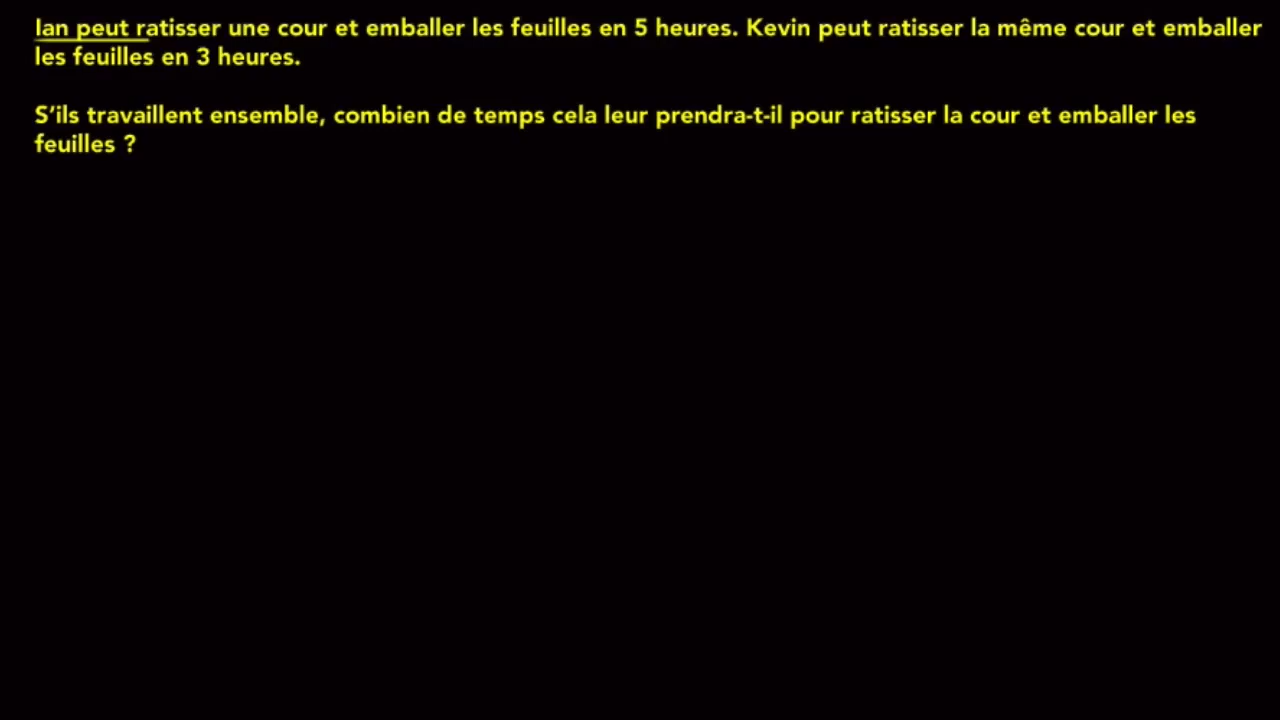 Ian peut ratisser une cour et emballer les feuilles en 5 heures. Kevin peut ratisser la même cour et emballer
les feuilles en 3 heures.
S’ils travaillent ensemble, combien de temps cela leur prendra-t-il pour ratisser la cour et emballer les
feuilles ?